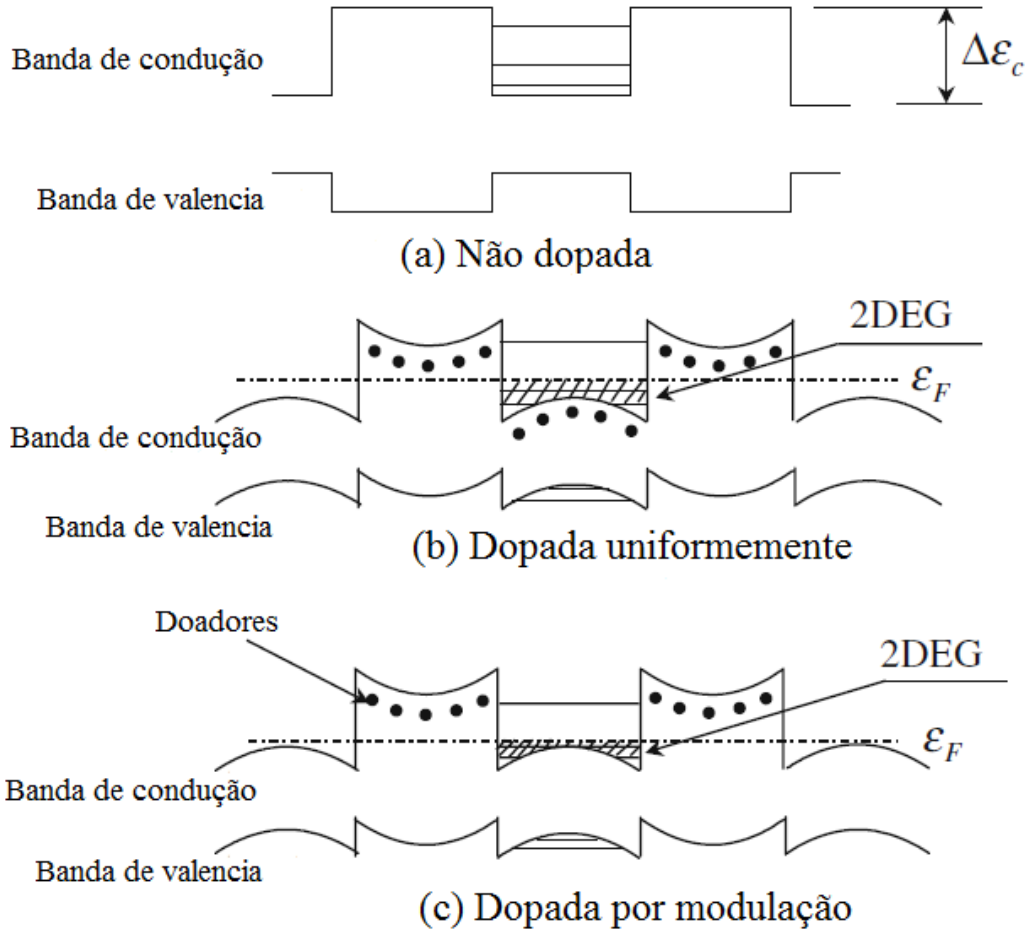 Banda de condução
Δε_c
Banda de valencia
(a) Não dopada
2DEG
ε_F
Banda de condução
Banda de valencia
(b) Dopada uniformemente
Doadores
2DEG
ε_F
Banda de condução
Banda de valencia
(c) Dopada por modulação